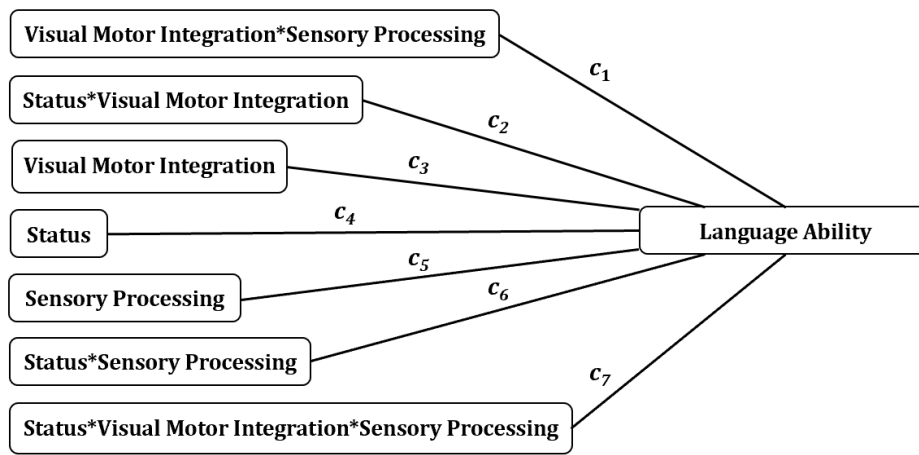 Visual Motor Integration*Sensory Processing
c1
Status*Visual Motor Integration
c2
Visual Motor Integration
c3
Status
c4
Language Ability
Sensory Processing
c5
Status*Sensory Processing
c6
Status*Visual Motor Integration*Sensory Processing
c7